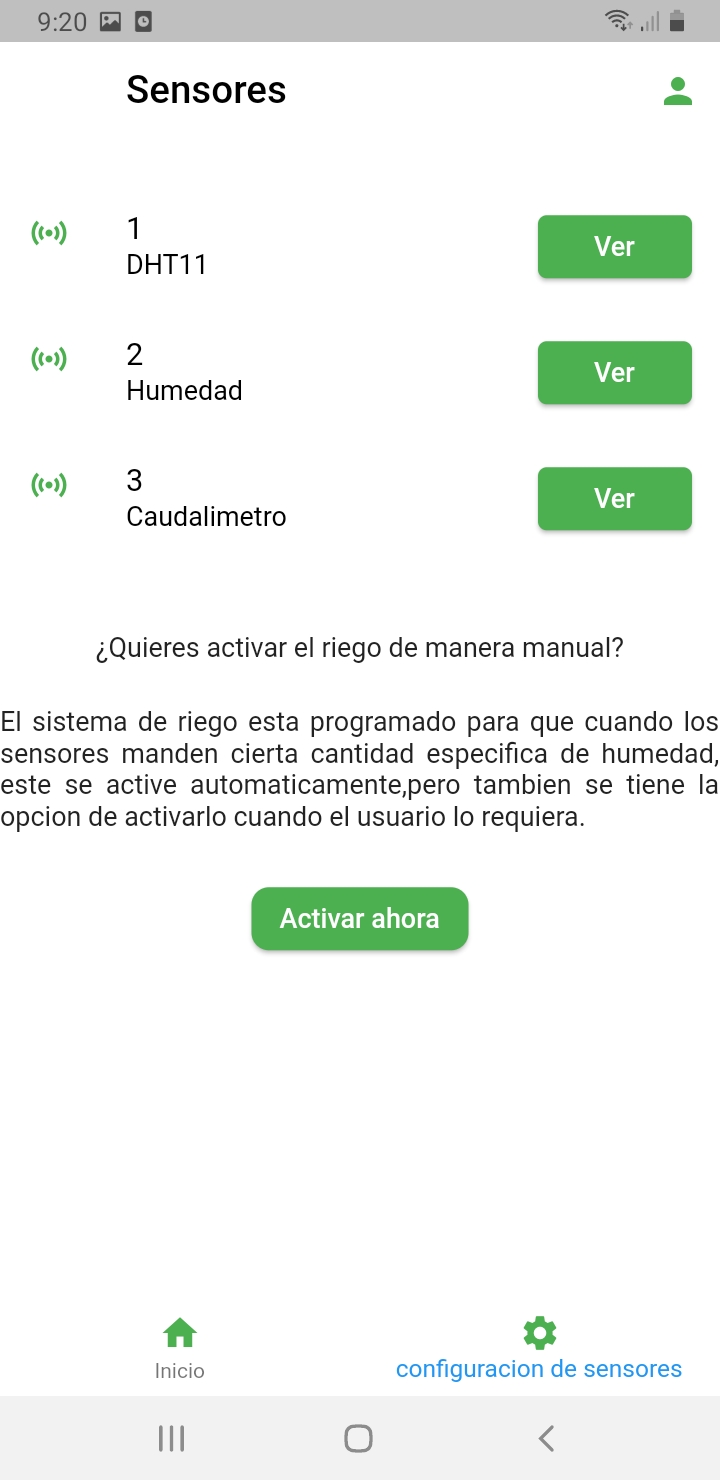 9:20
Sensores
1
DHT11
Ver
2
Humedad
Ver
3
Caudalimetro
Ver
¿Quieres activar el riego de manera manual?
El sistema de riego esta programado para que cuando los
sensores manden cierta cantidad especifica de humedad,
este se active automaticamente,pero tambien se tiene la
opcion de activarlo cuando el usuario lo requiera.
Activar ahora
Inicio
configuracion de sensores